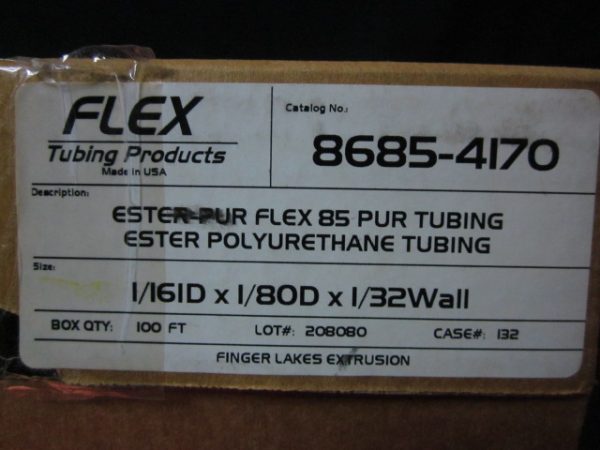 FLEX
Tubing Products
Made in USA
Catalog No.:
8685-4170
Description:
ESTER-PUR FLEX 85 PUR TUBING
ESTER POLYURETHANE TUBING
Size:
1/16ID x 1/8OD x 1/32Wall
BOX QTY: 100 FT LOT#: 208080 CASE#: 132
FINGER LAKES EXTRUSION